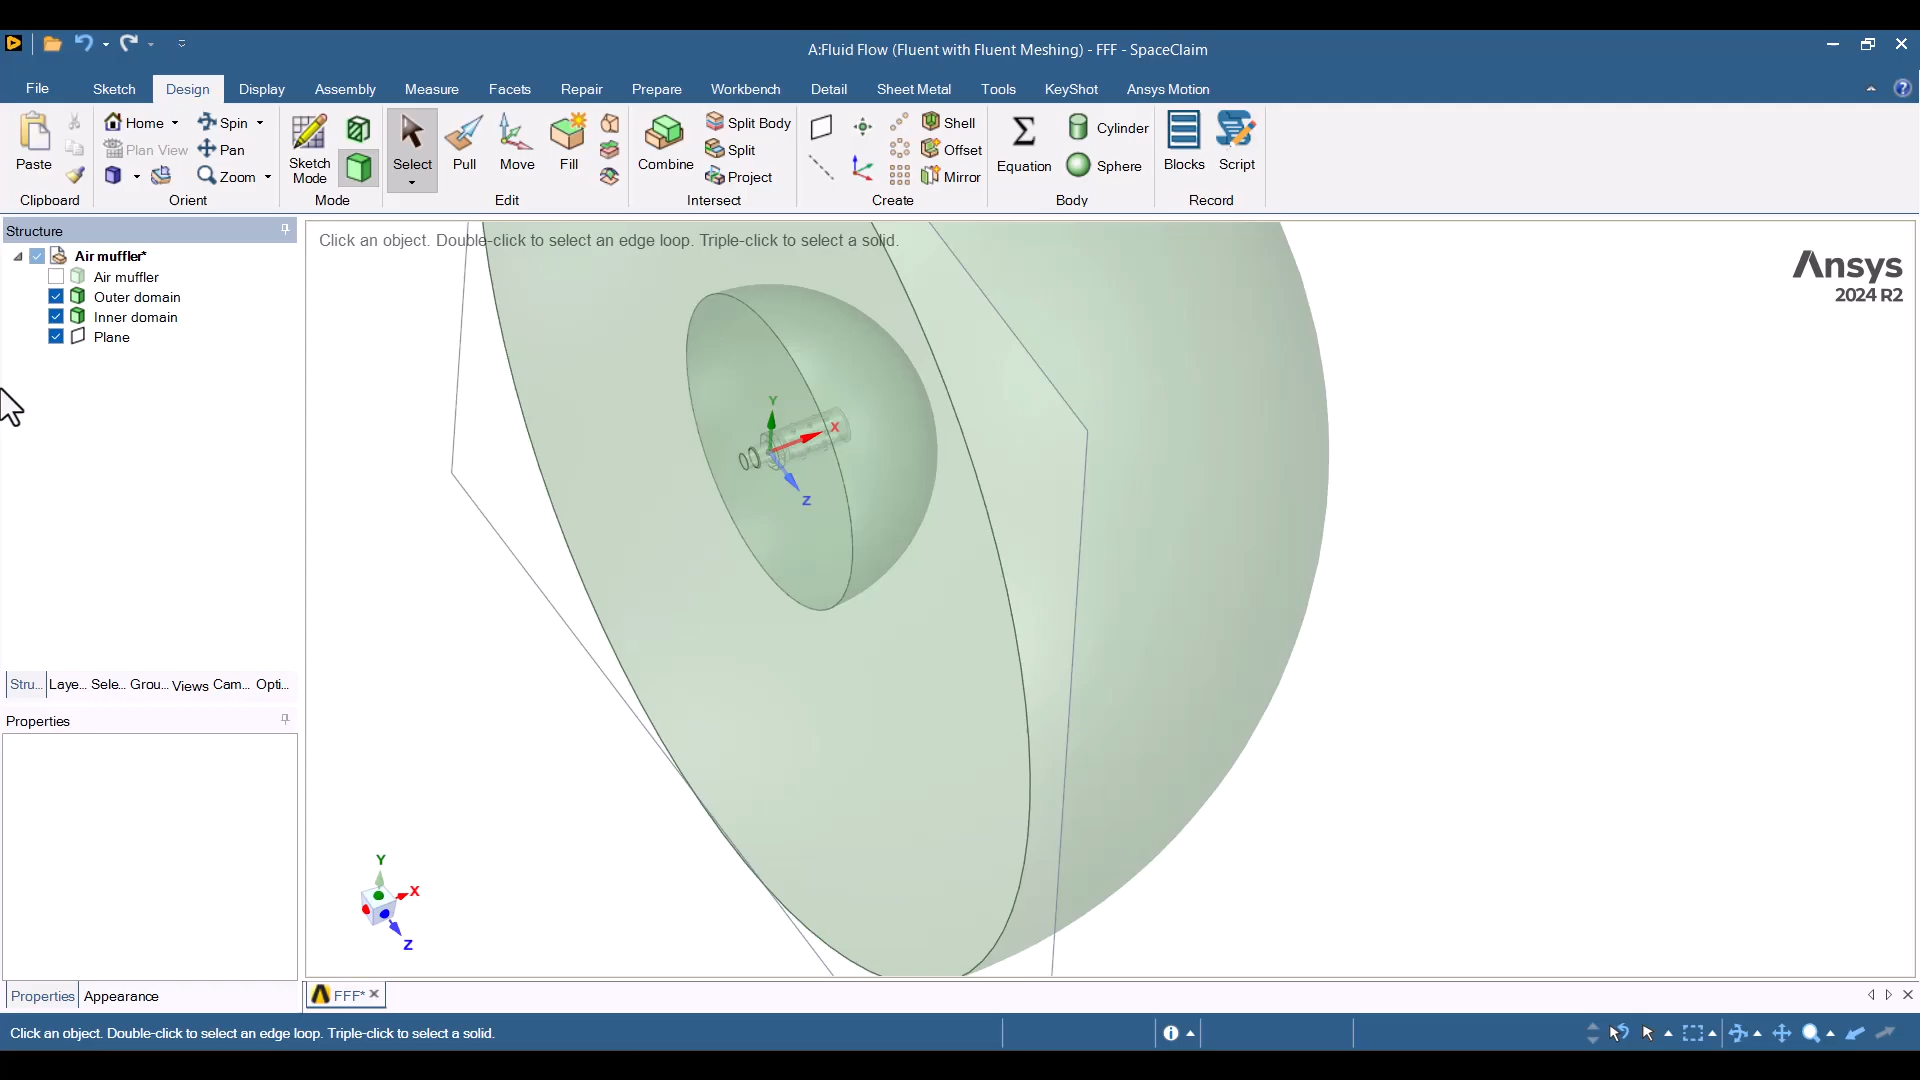 A:Fluid Flow (Fluent with Fluent Meshing) - FFF - SpaceClaim
File Sketch Design Display Assembly Measure Facets Repair Prepare Workbench Detail Sheet Metal Tools KeyShot Ansys Motion
Paste
Clipboard
Home Spin
Plan View Pan
Zoom
Orient
Sketch Mode
Mode
Select Pull Move Fill
Edit
Combine
Split Body
Split
Project
Intersect
Shell
Offset
Mirror
Create
Equation
Cylinder
Sphere
Body
Blocks Script
Record
Structure
Air muffler*
Air muffler
Outer domain
Inner domain
Plane
Stru... Laye... Sele... Grou... Views Cam... Opti...
Properties
Properties Appearance
Click an object. Double-click to select an edge loop. Triple-click to select a solid.
Ansys
2024 R2
Y
X
Z
Y
X
Z
FFF*
Click an object. Double-click to select an edge loop. Triple-click to select a solid.